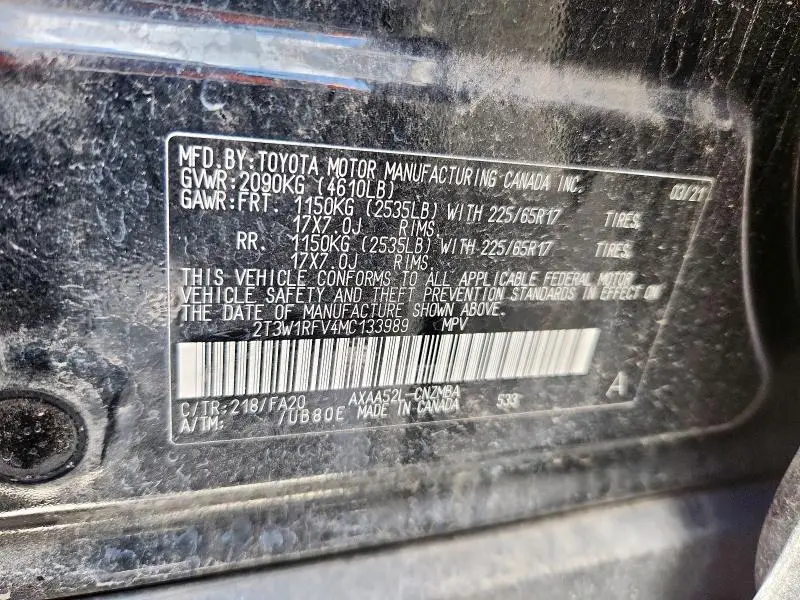 MFD.BY:TOYOTA MOTOR MANUFACTURING CANADA INC. 03/21
GVWR:2090KG (4610LB)
GAWR:FRT. 1150KG (2535LB) WITH 225/65R17 TIRES,
17X7.0J RIMS,
RR. 1150KG (2535LB) WITH 225/65R17 TIRES,
17X7.0J RIMS.
THIS VEHICLE CONFORMS TO ALL APPLICABLE FEDERAL MOTOR
VEHICLE SAFETY AND THEFT PREVENTION STANDARDS IN EFFECT ON
THE DATE OF MANUFACTURE SHOWN ABOVE.
2T3W1RFV4MC133989 MPV
C/TR:218/FA20 AXAA52L-CNZMBA 533 A
A/TM: /UB80E MADE IN CANADA